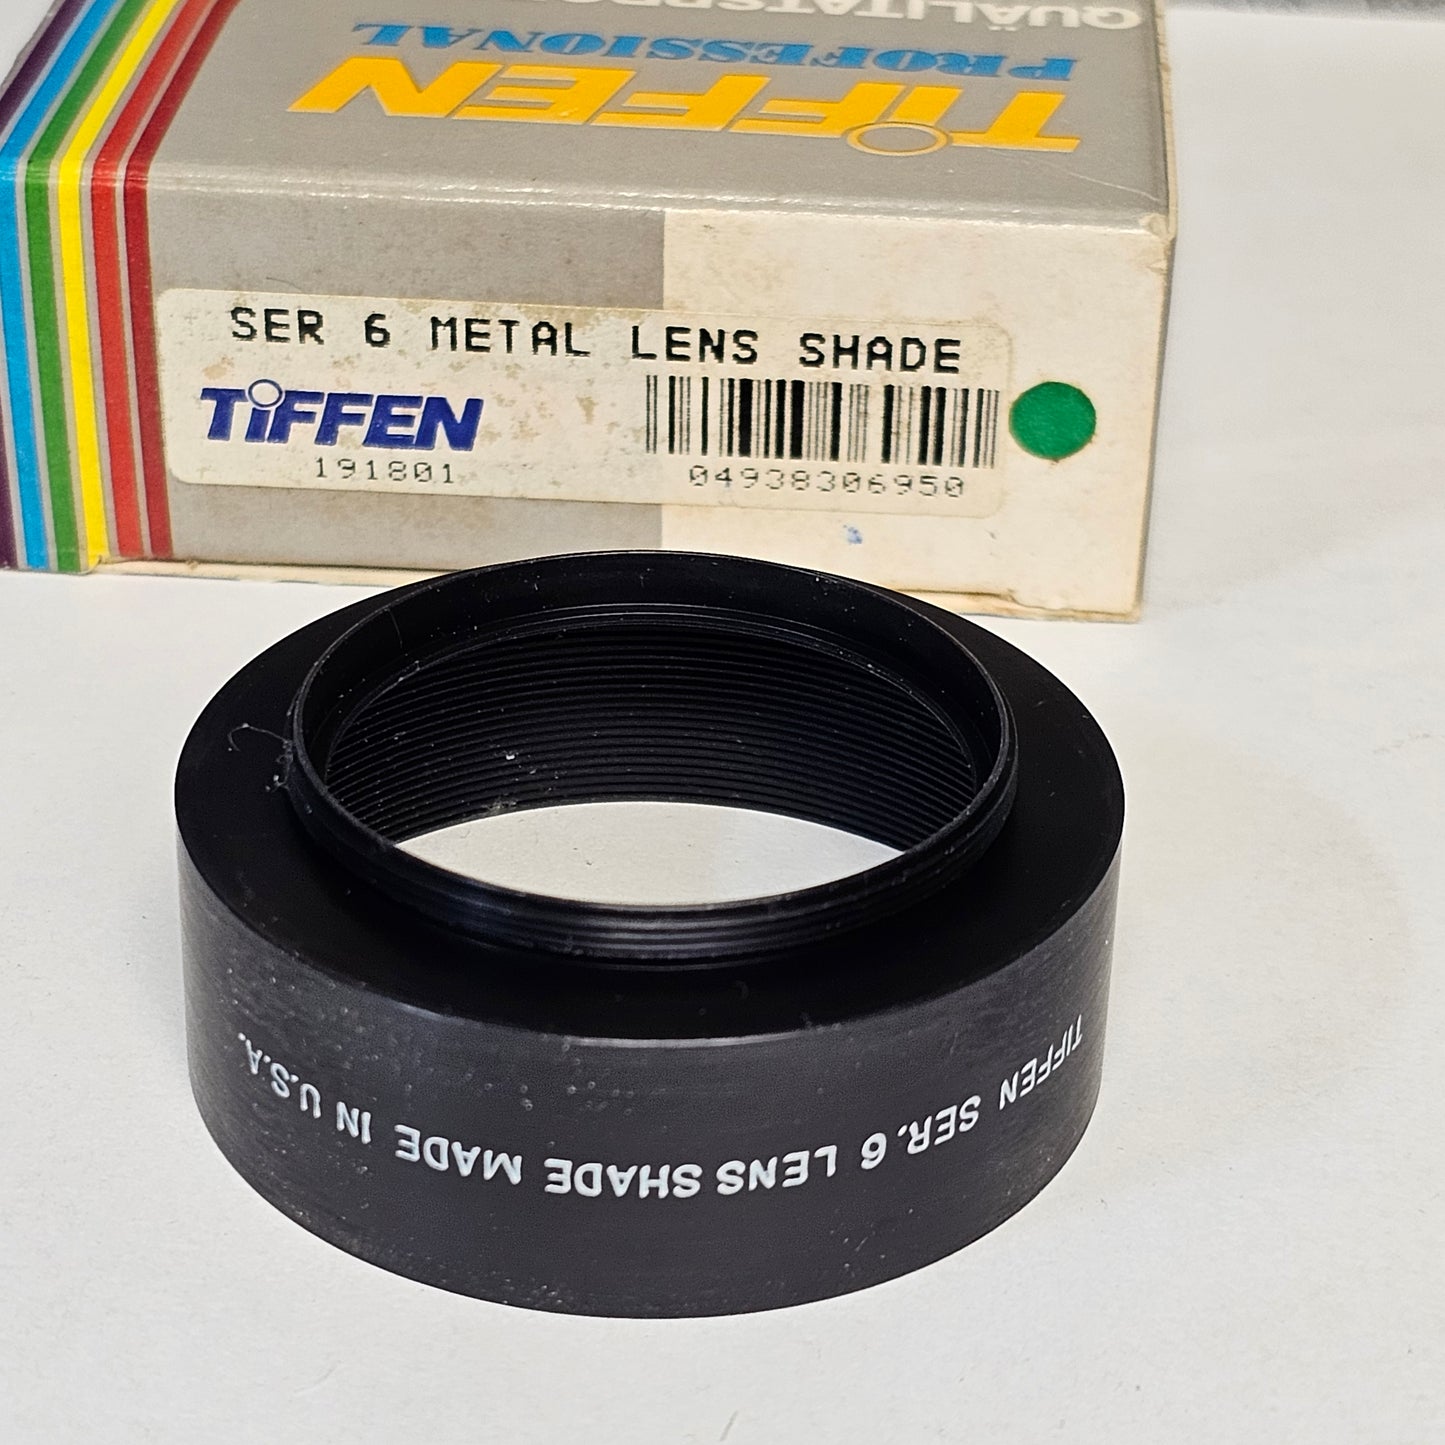 TIFFEN
PROFESSIONAL
SER 6 METAL LENS SHADE
TIFFEN
191801
04938306950
TIFFEN SER. 6 LENS SHADE MADE IN U.S.A.